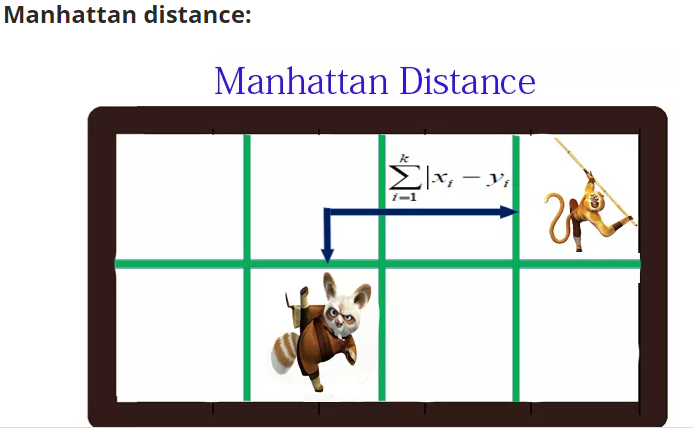 Manhattan distance:
Manhattan Distance
k
∑|xᵢ − yᵢ
i=1